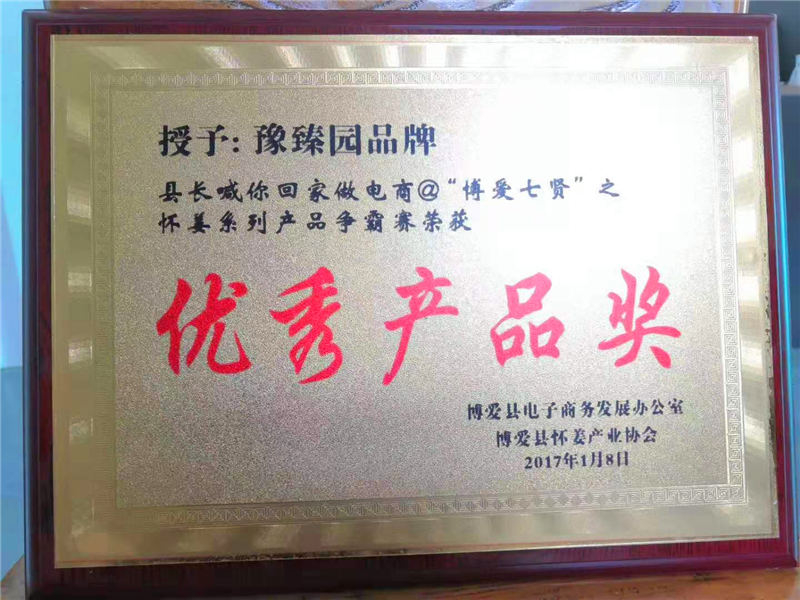 授予:豫臻园品牌
县长喊你回家做电商@“博爱七贤”之
怀姜系列产品争霸赛荣获
优秀产品奖
博爱县电子商务发展办公室
博爱县怀姜产业协会
2017年1月8日